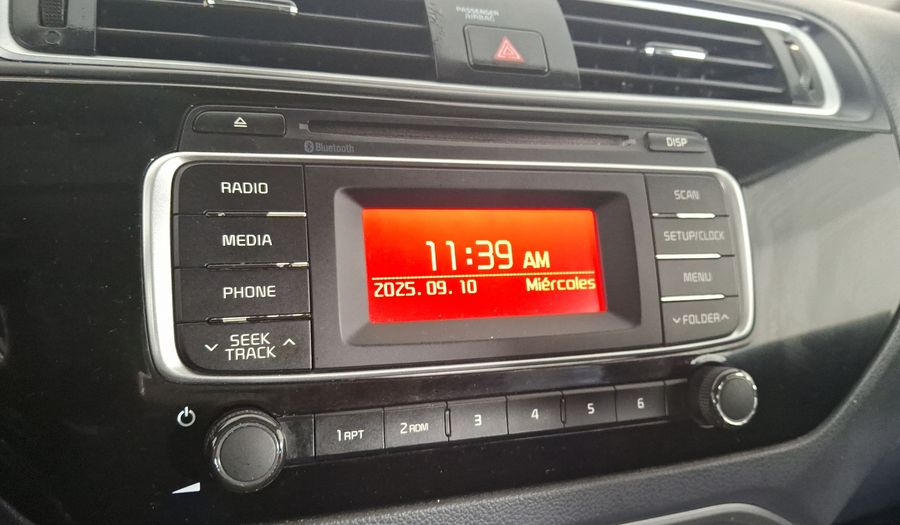 PASSENGER
AIRBAG
Bluetooth
DISP
RADIO
MEDIA
PHONE
SEEK
TRACK
11:39 AM
2025.09.10 Miércoles
SCAN
SETUP/CLOCK
MENU
FOLDER
1 RPT
2 RDM
3
4
5
6